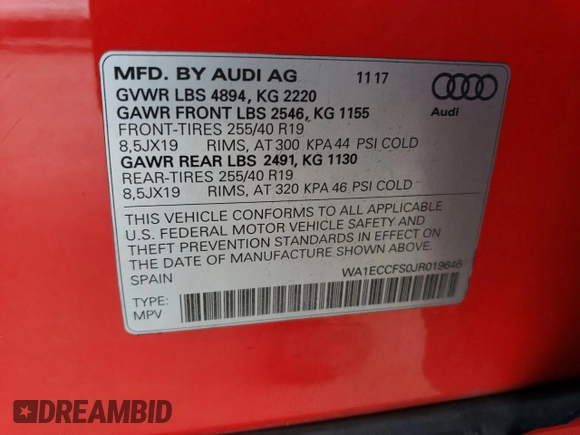 MFD. BY AUDI AG 11 17
GVWR LBS 4894, KG 2220
GAWR FRONT LBS 2546, KG 1155
FRONT-TIRES 255/40 R19
8,5JX19 RIMS, AT 300 KPA 44 PSI COLD
GAWR REAR LBS 2491, KG 1130
REAR-TIRES 255/40 R19
8,5JX19 RIMS, AT 320 KPA 46 PSI COLD
Audi
THIS VEHICLE CONFORMS TO ALL APPLICABLE
U.S. FEDERAL MOTOR VEHICLE SAFETY AND
THEFT PREVENTION STANDARDS IN EFFECT ON
THE DATE OF MANUFACTURE SHOWN ABOVE.
SPAIN WA1ECCFS0JR019646
TYPE:
MPV
DREAMBID